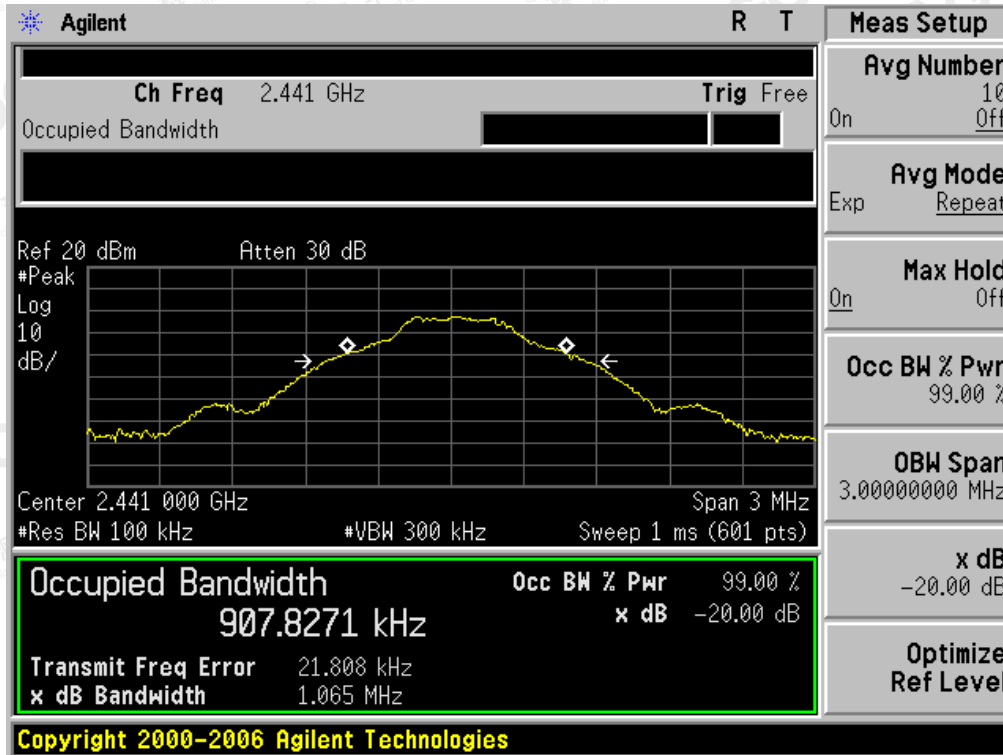 Agilent R T
Ch Freq 2.441 GHz Trig Free
Occupied Bandwidth
Ref 20 dBm Atten 30 dB
#Peak
Log
10
dB/
Center 2.441 000 GHz Span 3 MHz
#Res BW 100 kHz #VBW 300 kHz Sweep 1 ms (601 pts)
Occupied Bandwidth
907.8271 kHz
Occ BW % Pwr 99.00 %
x dB -20.00 dB
Transmit Freq Error 21.808 kHz
x dB Bandwidth 1.065 MHz
Copyright 2000-2006 Agilent Technologies
Meas Setup
Avg Number
10
On Off
Avg Mode
Exp Repeat
Max Hold
On Off
Occ BW % Pwr
99.00 %
OBW Span
3.00000000 MHz
x dB
-20.00 dB
Optimize
Ref Level